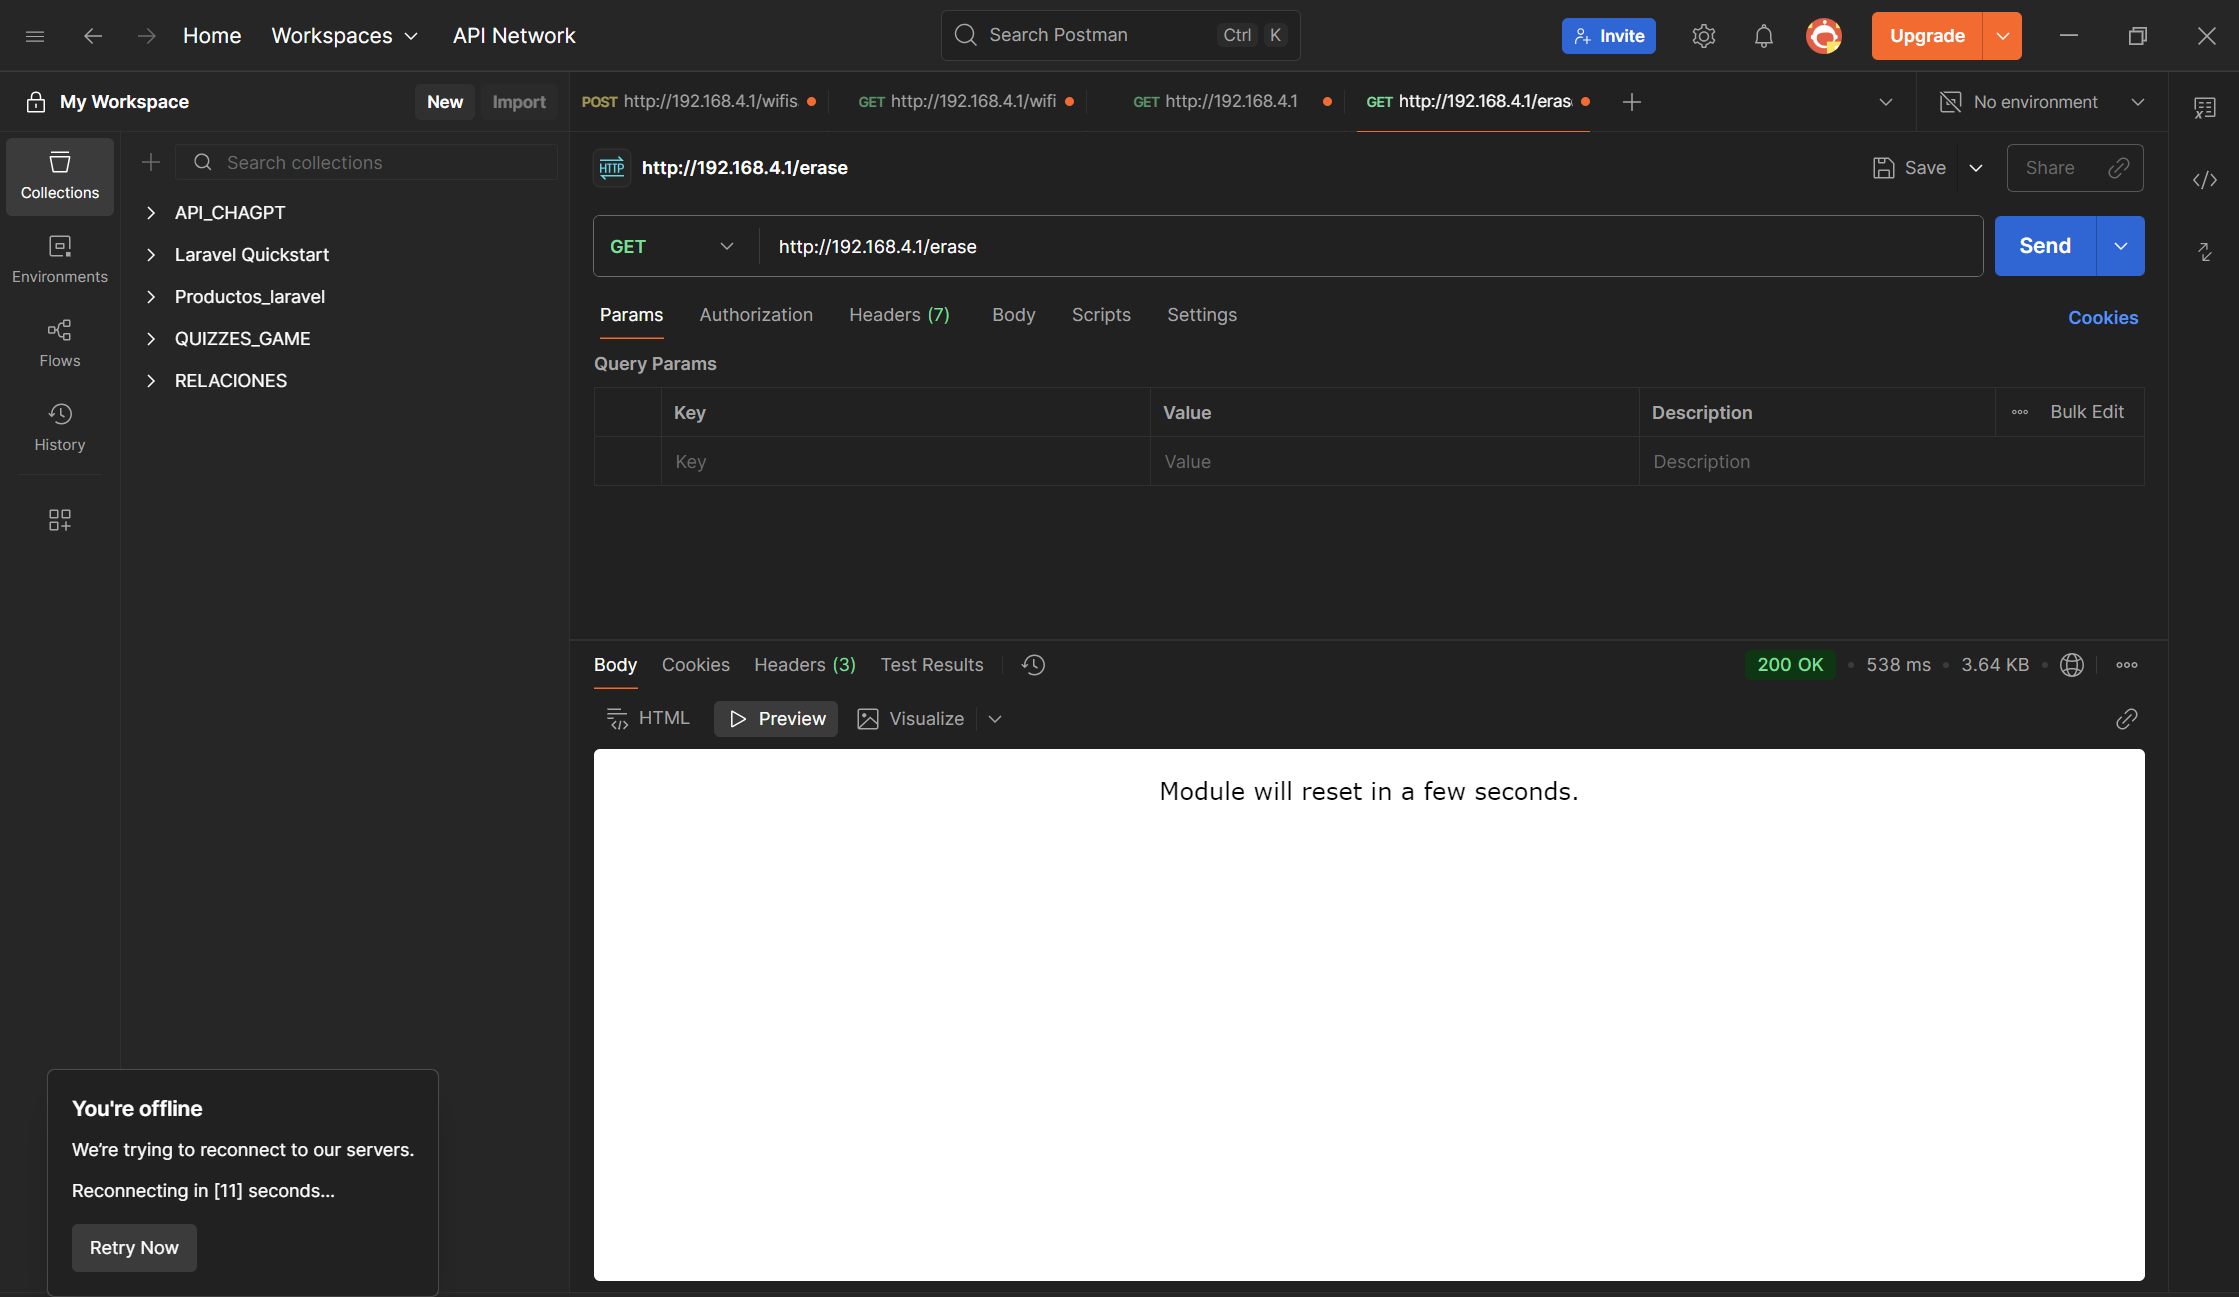 Home
Workspaces
API Network
Search Postman
Ctrl K
Invite
Upgrade
My Workspace
New
Import
POST http://192.168.4.1/wifis
GET http://192.168.4.1/wifi
GET http://192.168.4.1
GET http://192.168.4.1/eras
No environment
Collections
Environments
Flows
History
Search collections
API_CHAGPT
Laravel Quickstart
Productos_laravel
QUIZZES_GAME
RELACIONES
HTTP http://192.168.4.1/erase
Save
Share
GET http://192.168.4.1/erase
Send
Params Authorization Headers (7) Body Scripts Settings
Cookies
Query Params
Key Value Description Bulk Edit
Key Value Description
Body Cookies Headers (3) Test Results
200 OK • 538 ms • 3.64 KB
HTML Preview Visualize
Module will reset in a few seconds.
You're offline
We're trying to reconnect to our servers.
Reconnecting in [11] seconds...
Retry Now